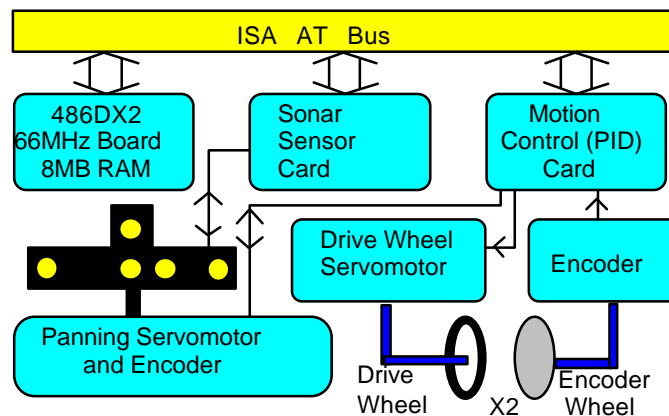 ISA AT Bus
486DX2
66MHz Board
8MB RAM
Sonar
Sensor
Card
Motion
Control (PID)
Card
Drive Wheel
Servomotor
Encoder
Panning Servomotor
and Encoder
Drive
Wheel
X2
Encoder
Wheel